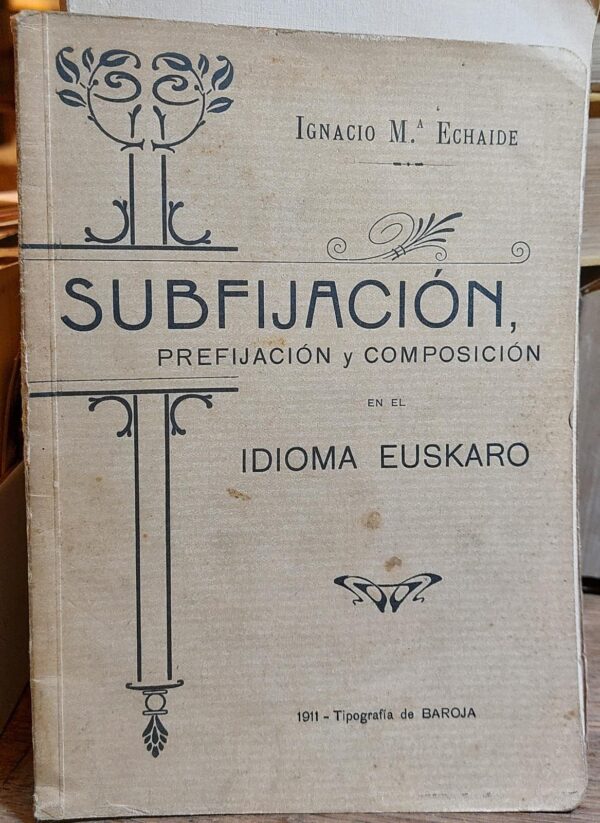 Ignacio M.ª Echaide
SUBFIJACIÓN,
PREFIJACIÓN y COMPOSICIÓN
EN EL
IDIOMA EUSKARO
1911 - Tipografía de BAROJA